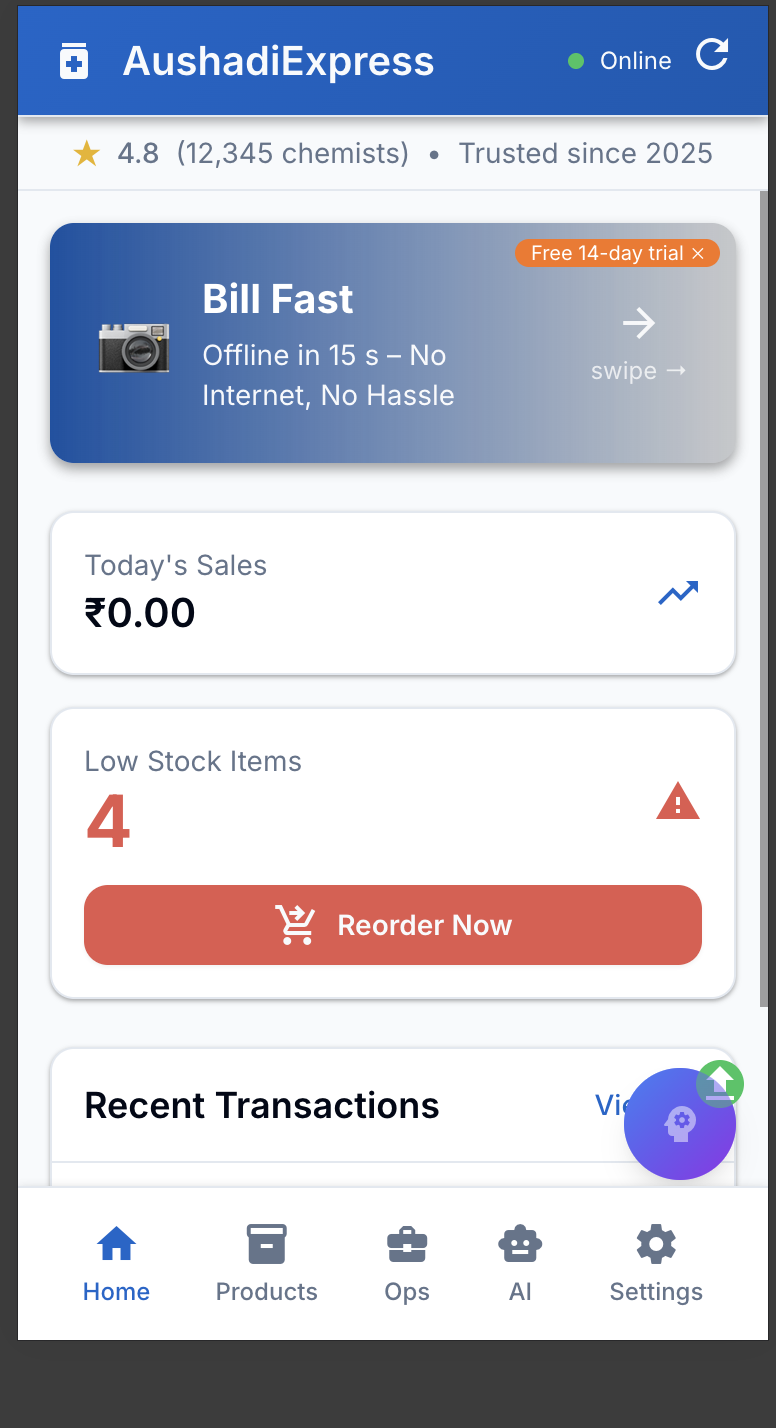 AushadiExpress
Online
4.8 (12,345 chemists) • Trusted since 2025
Free 14-day trial ×
Bill Fast
Offline in 15 s – No
Internet, No Hassle
swipe →
Today's Sales
₹0.00
Low Stock Items
4
Reorder Now
Recent Transactions
Home
Products
Ops
AI
Settings